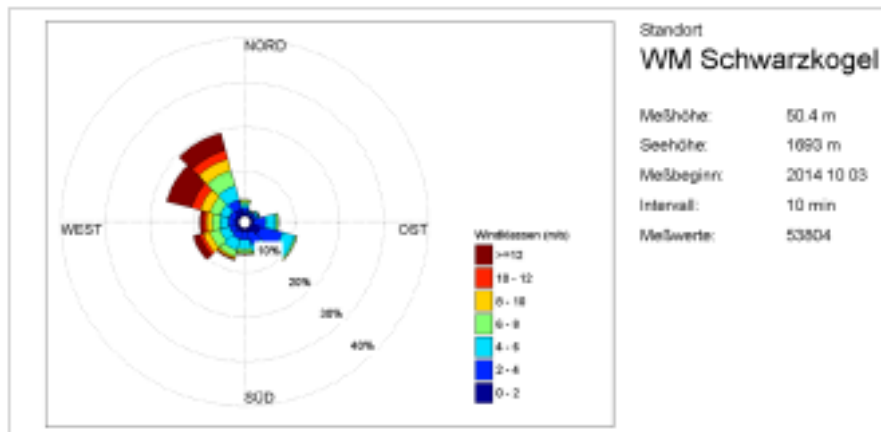 NORD
WEST
OST
SÜD
10%
20%
30%
40%
Windklassen (m/s)
>=12
10 - 12
8 - 10
6 - 8
4 - 6
2 - 4
0 - 2
Standort
WM Schwarzkogel
Meßhöhe: 50.4 m
Seehöhe: 1693 m
Meßbeginn: 2014 10 03
Intervall: 10 min
Meßwerte: 53804